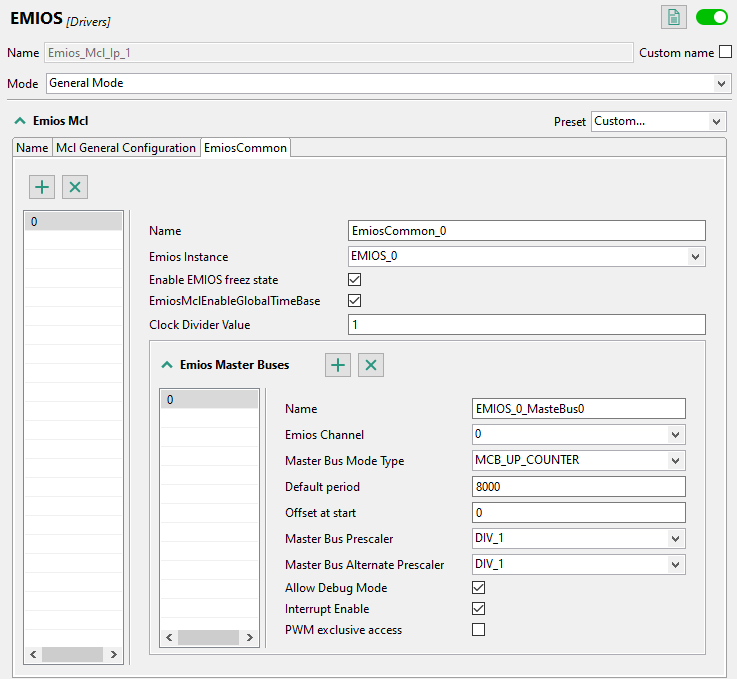 EMIOS [Drivers]
Name Emios_Mcl_Ip_1 Custom name
Mode General Mode
Emios Mcl Preset Custom...
Name Mcl General Configuration EmiosCommon
0
Name EmiosCommon_0
Emios Instance EMIOS_0
Enable EMIOS freez state
EmiosMclEnableGlobalTimeBase
Clock Divider Value 1
Emios Master Buses
0
Name EMIOS_0_MasteBus0
Emios Channel 0
Master Bus Mode Type MCB_UP_COUNTER
Default period 8000
Offset at start 0
Master Bus Prescaler DIV_1
Master Bus Alternate Prescaler DIV_1
Allow Debug Mode
Interrupt Enable
PWM exclusive access